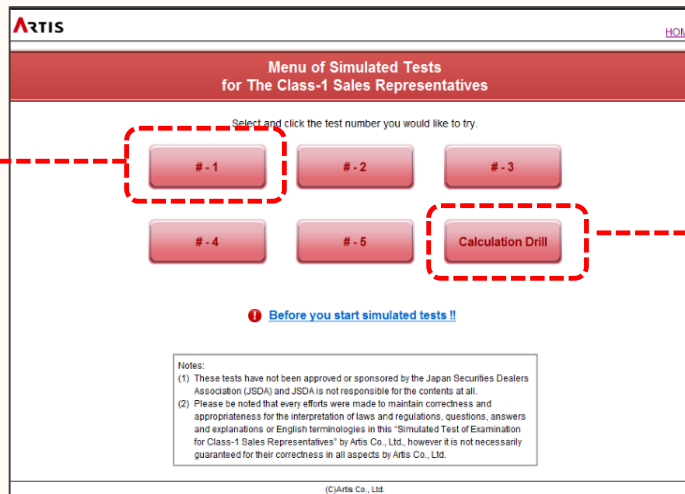 ARTIS
HOM
Menu of Simulated Tests
for The Class-1 Sales Representatives
Select and click the test number you would like to try.
# - 1
# - 2
# - 3
# - 4
# - 5
Calculation Drill
! Before you start simulated tests !!
Notes:
(1) These tests have not been approved or sponsored by the Japan Securities Dealers
Association (JSDA) and JSDA is not responsible for the contents at all.
(2) Please be noted that every efforts were made to maintain correctness and
appropriateness for the interpretation of laws and regulations, questions, answers
and explanations or English terminologies in this "Simulated Test of Examination
for Class-1 Sales Representatives" by Artis Co., Ltd., however it is not necessarily
guaranteed for their correctness in all aspects by Artis Co., Ltd.
(C)Artis Co., Ltd.